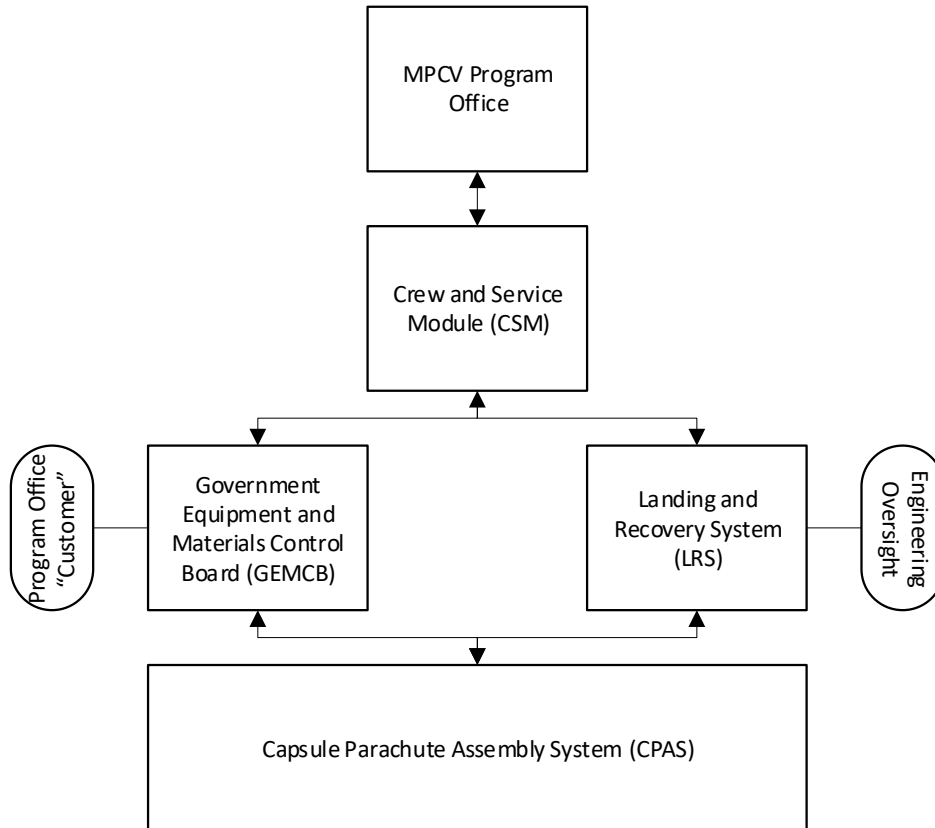 MPCV Program
Office
Crew and Service
Module (CSM)
Program Office
“Customer”
Government
Equipment and
Materials Control
Board (GEMCB)
Landing and
Recovery System
(LRS)
Engineering
Oversight
Capsule Parachute Assembly System (CPAS)